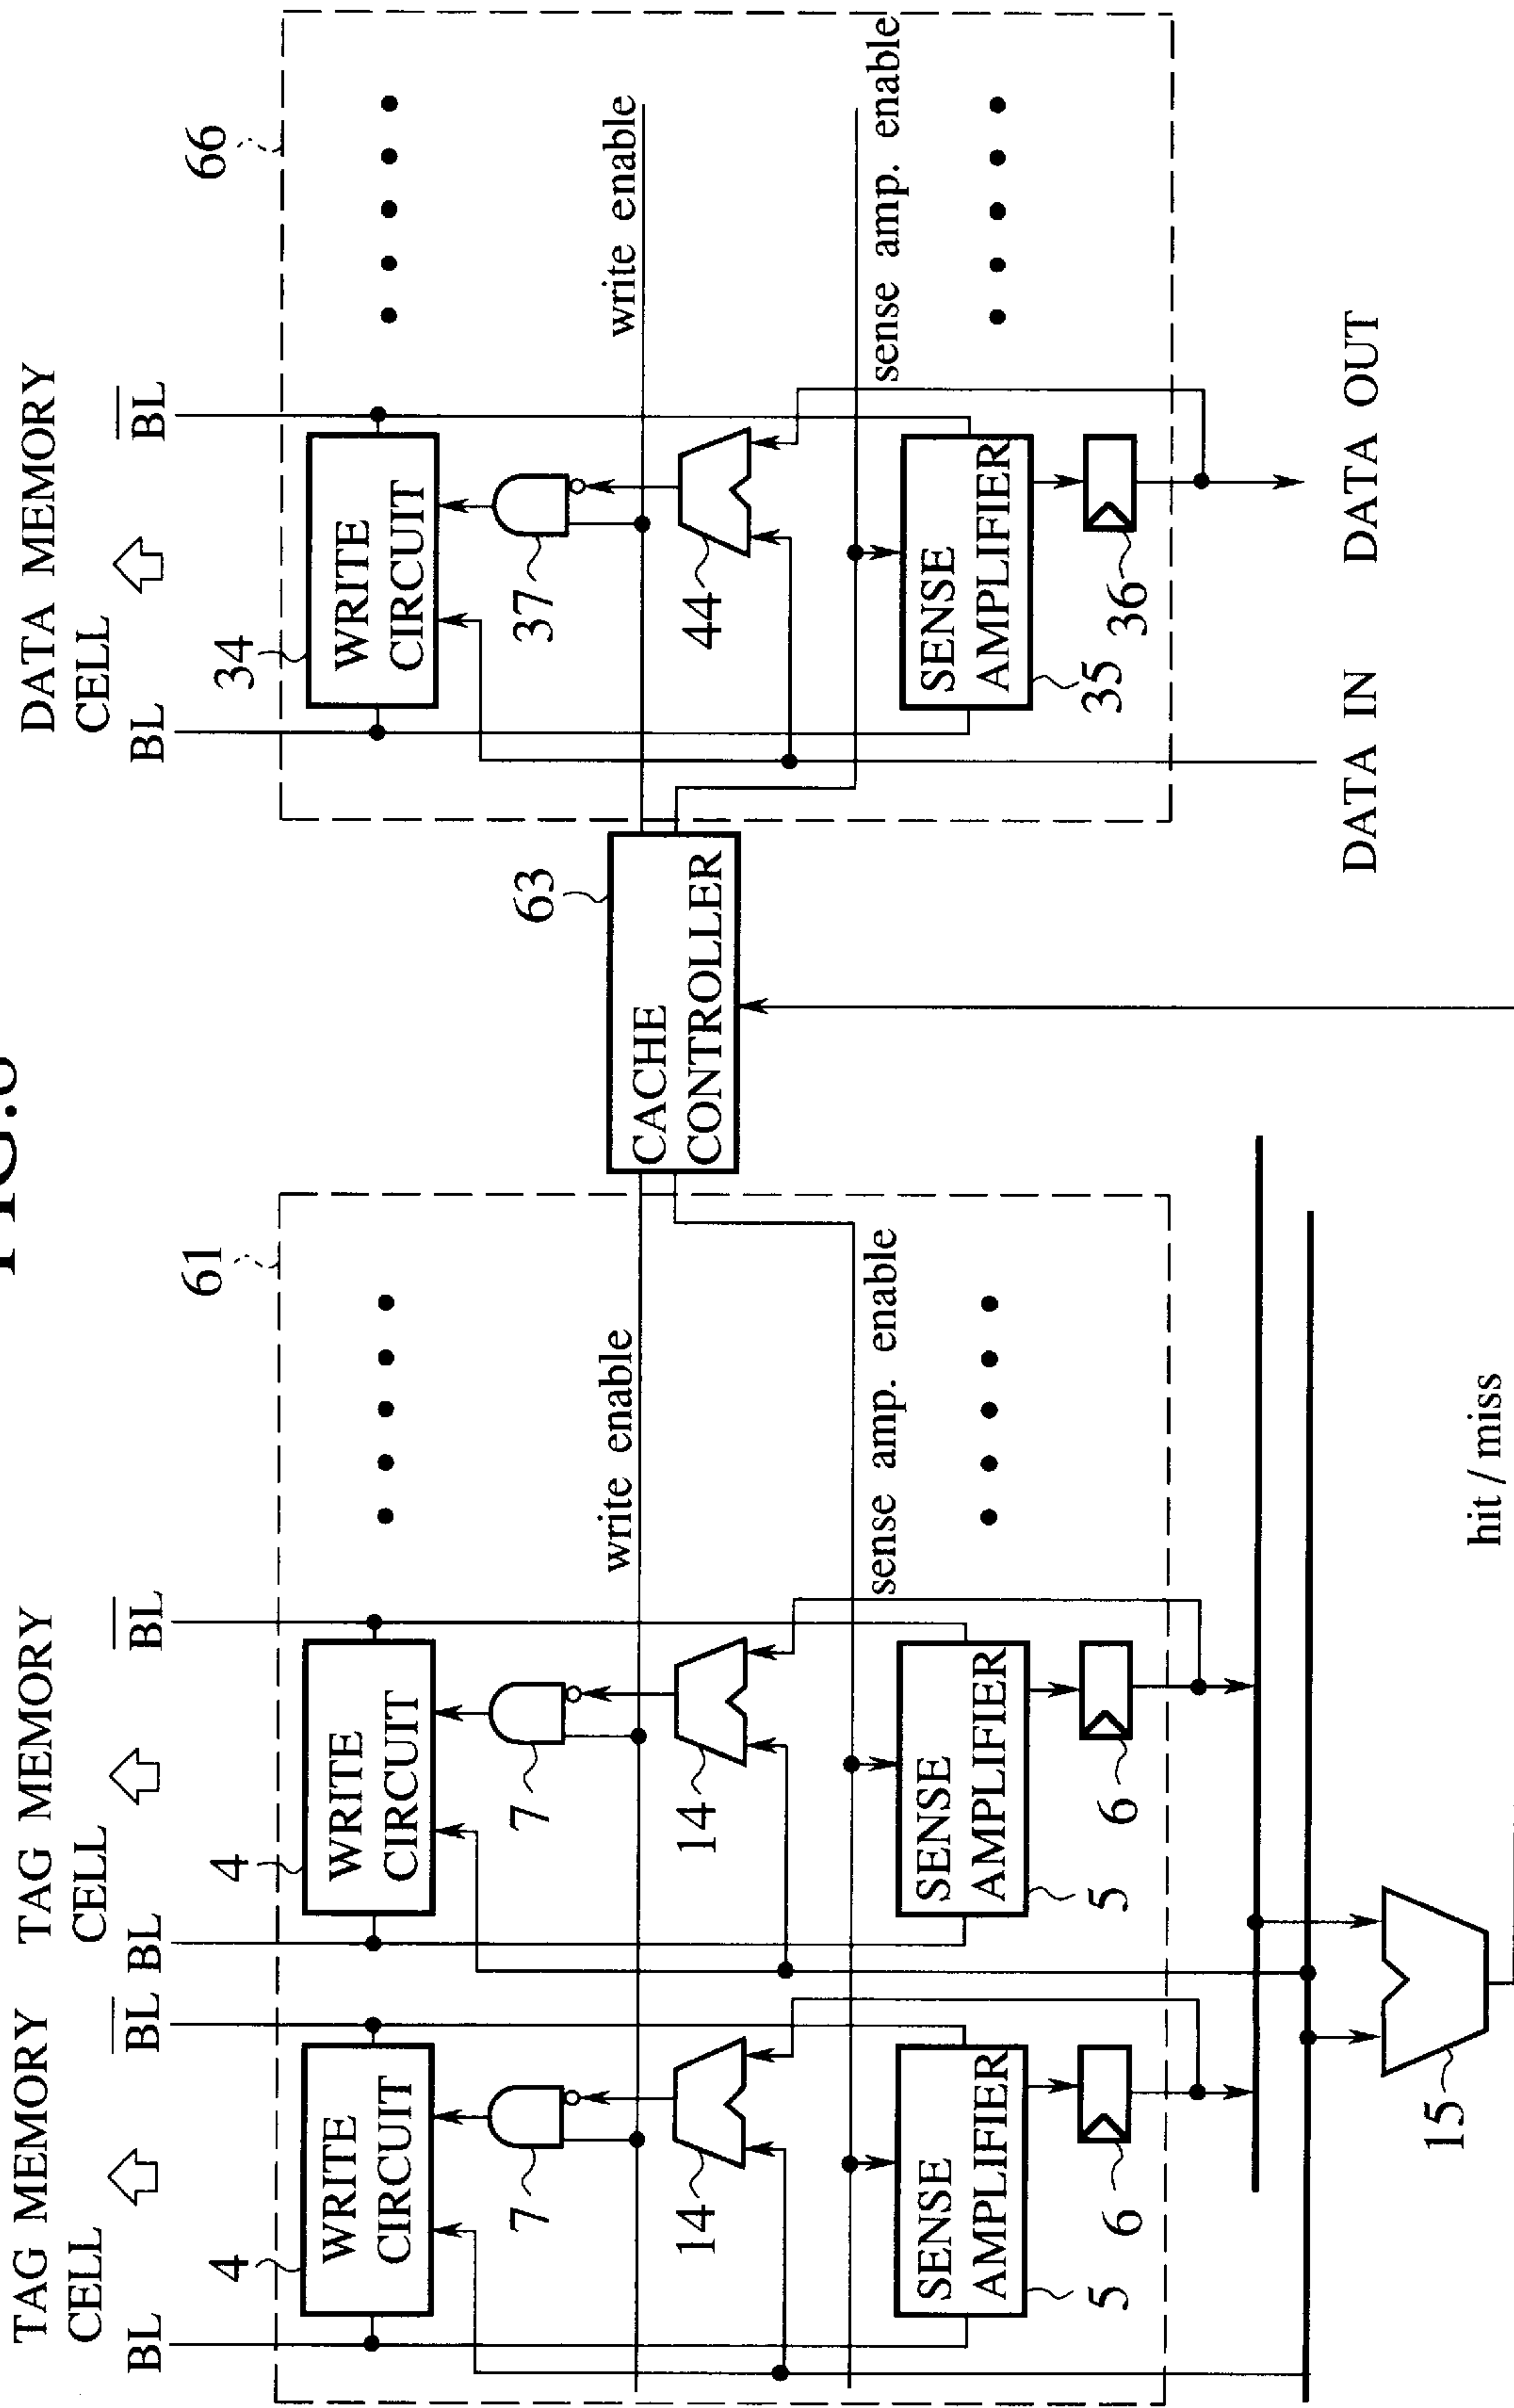 TAG MEMORY
CELL
TAG MEMORY
CELL
DATA MEMORY
CELL
BL
BL
BL
BL
BL
BL
4
4
61
34
66
WRITE
CIRCUIT
WRITE
CIRCUIT
WRITE
CIRCUIT
7
7
63
37
write enable
write enable
CACHE
CONTROLLER
14
14
44
sense amp. enable
sense amp. enable
SENSE
AMPLIFIER
SENSE
AMPLIFIER
SENSE
AMPLIFIER
5
6
5
6
35
36
DATA IN
DATA OUT
15
hit / miss